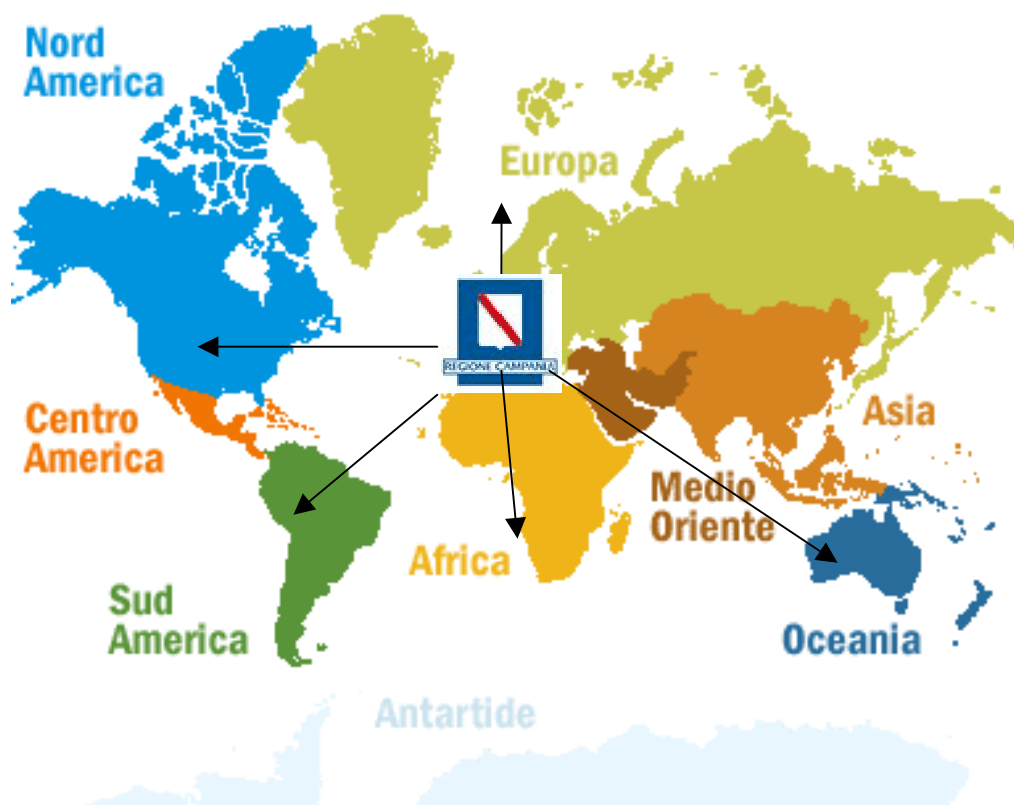 Nord
America
Europa
REGIONE CAMPANIA
Centro
America
Asia
Medio
Oriente
Africa
Sud
America
Oceania
Antartide